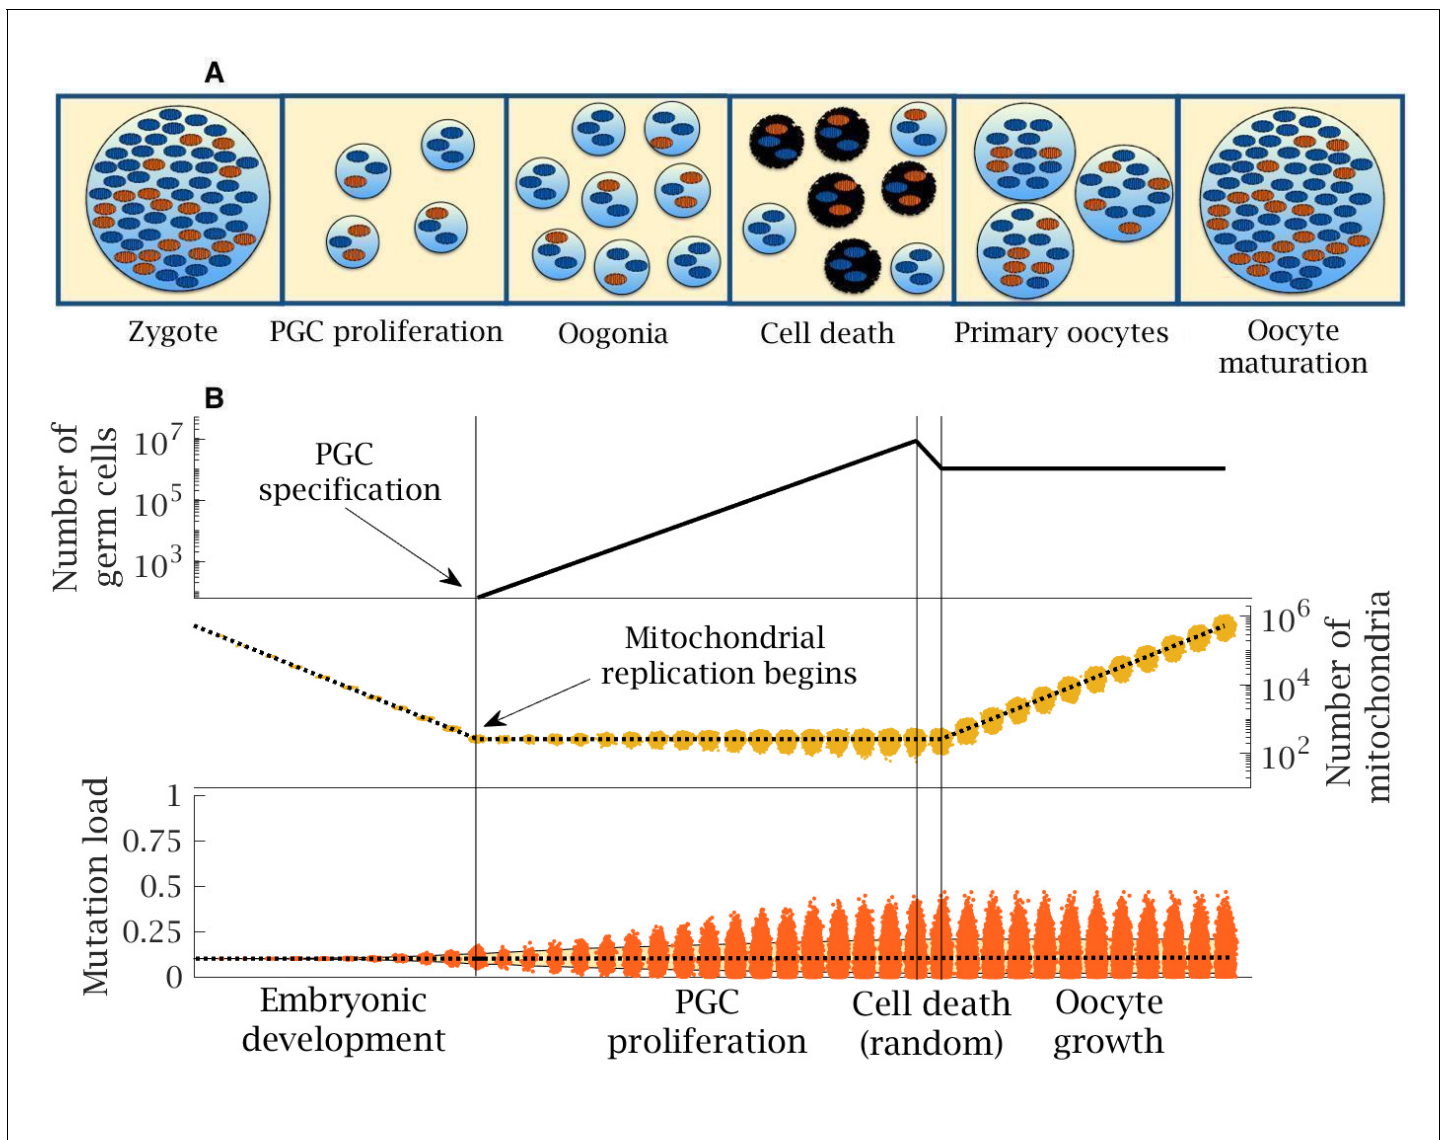 A
Zygote
PGC proliferation
Oogonia
Cell death
Primary oocytes
Oocyte
maturation
B
Number of
germ cells
10^7
10^5
10^3
PGC
specification
Mitochondrial
replication begins
10^6
10^4
10^2
Number of
mitochondria
Mutation load
1
0.75
0.5
0.25
0
Embryonic
development
PGC
proliferation
Cell death
(random)
Oocyte
growth